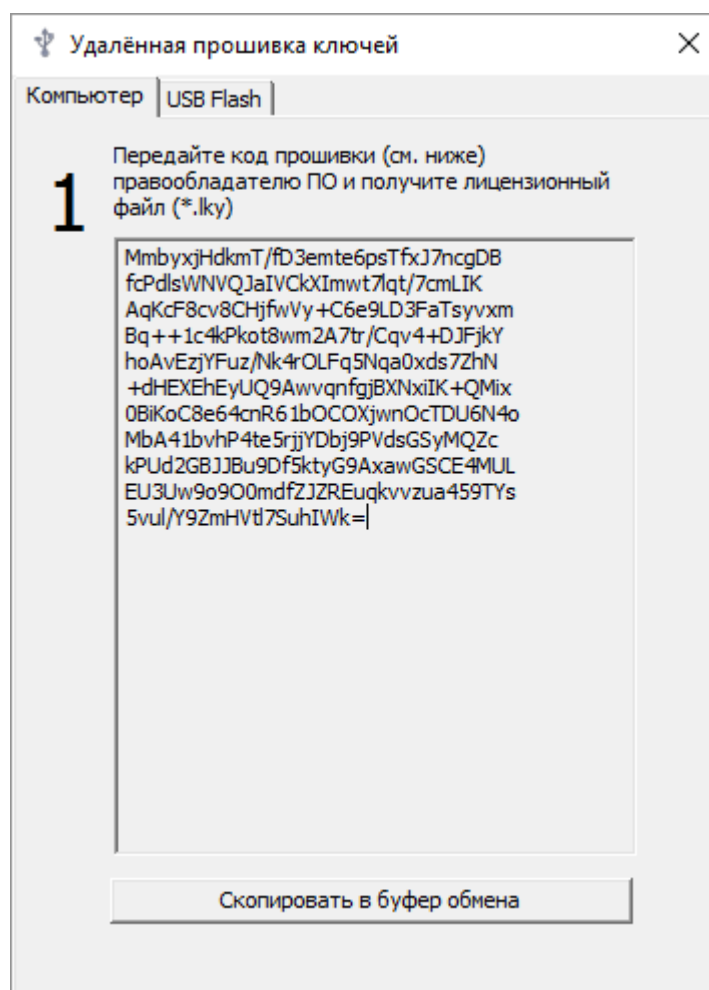 Удалённая прошивка ключей
Компьютер
USB Flash
1
Передайте код прошивки (см. ниже)
правообладателю ПО и получите лицензионный
файл (*.lky)
MmbyxjHdkmT/fD3emte6psTfxJ7ncgDB
fcPdlsWNVQJaIVCkXImwt7lqt/7cmLIK
AqKcF8cv8CHjfwVy+C6e9LD3FaTsyvxm
Bq++1c4kPkot8wm2A7tr/Cqv4+DJFjkY
hoAvEzjYFuz/Nk4rOLFq5Nqa0xds7ZhN
+dHEXEhEyUQ9AwvqnfgjBXNxiIK+QMix
0BiKoC8e64cnR61bOCOXjwnOcTDU6N4o
MbA41bvhP4te5rjjYDbj9PVdsGSyMQZc
kPUd2GBJJBu9Df5ktyG9AxawGSCE4MUL
EU3Uw9o9O0mdfZJZREuqkvvzua459TYs
5vul/Y9ZmHVtl7SuhIWk=
Скопировать в буфер обмена